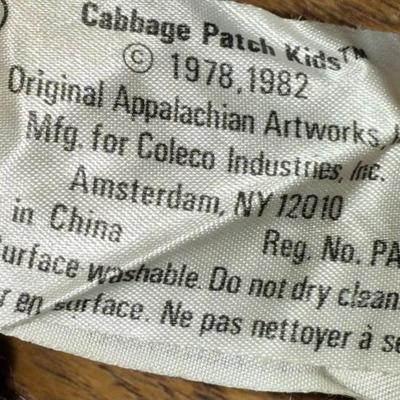 Cabbage Patch Kids™
© 1978, 1982
Original Appalachian Artworks,
Mfg. for Coleco Industries, Inc.
Amsterdam, NY 12010
in China Reg. No. PA
urface washable. Do not dry clean
r en surface. Ne pas nettoyer à se